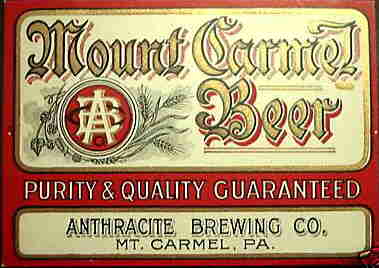 Mount Carmel
Beer
PURITY & QUALITY GUARANTEED
ANTHRACITE BREWING CO.
MT. CARMEL, PA.